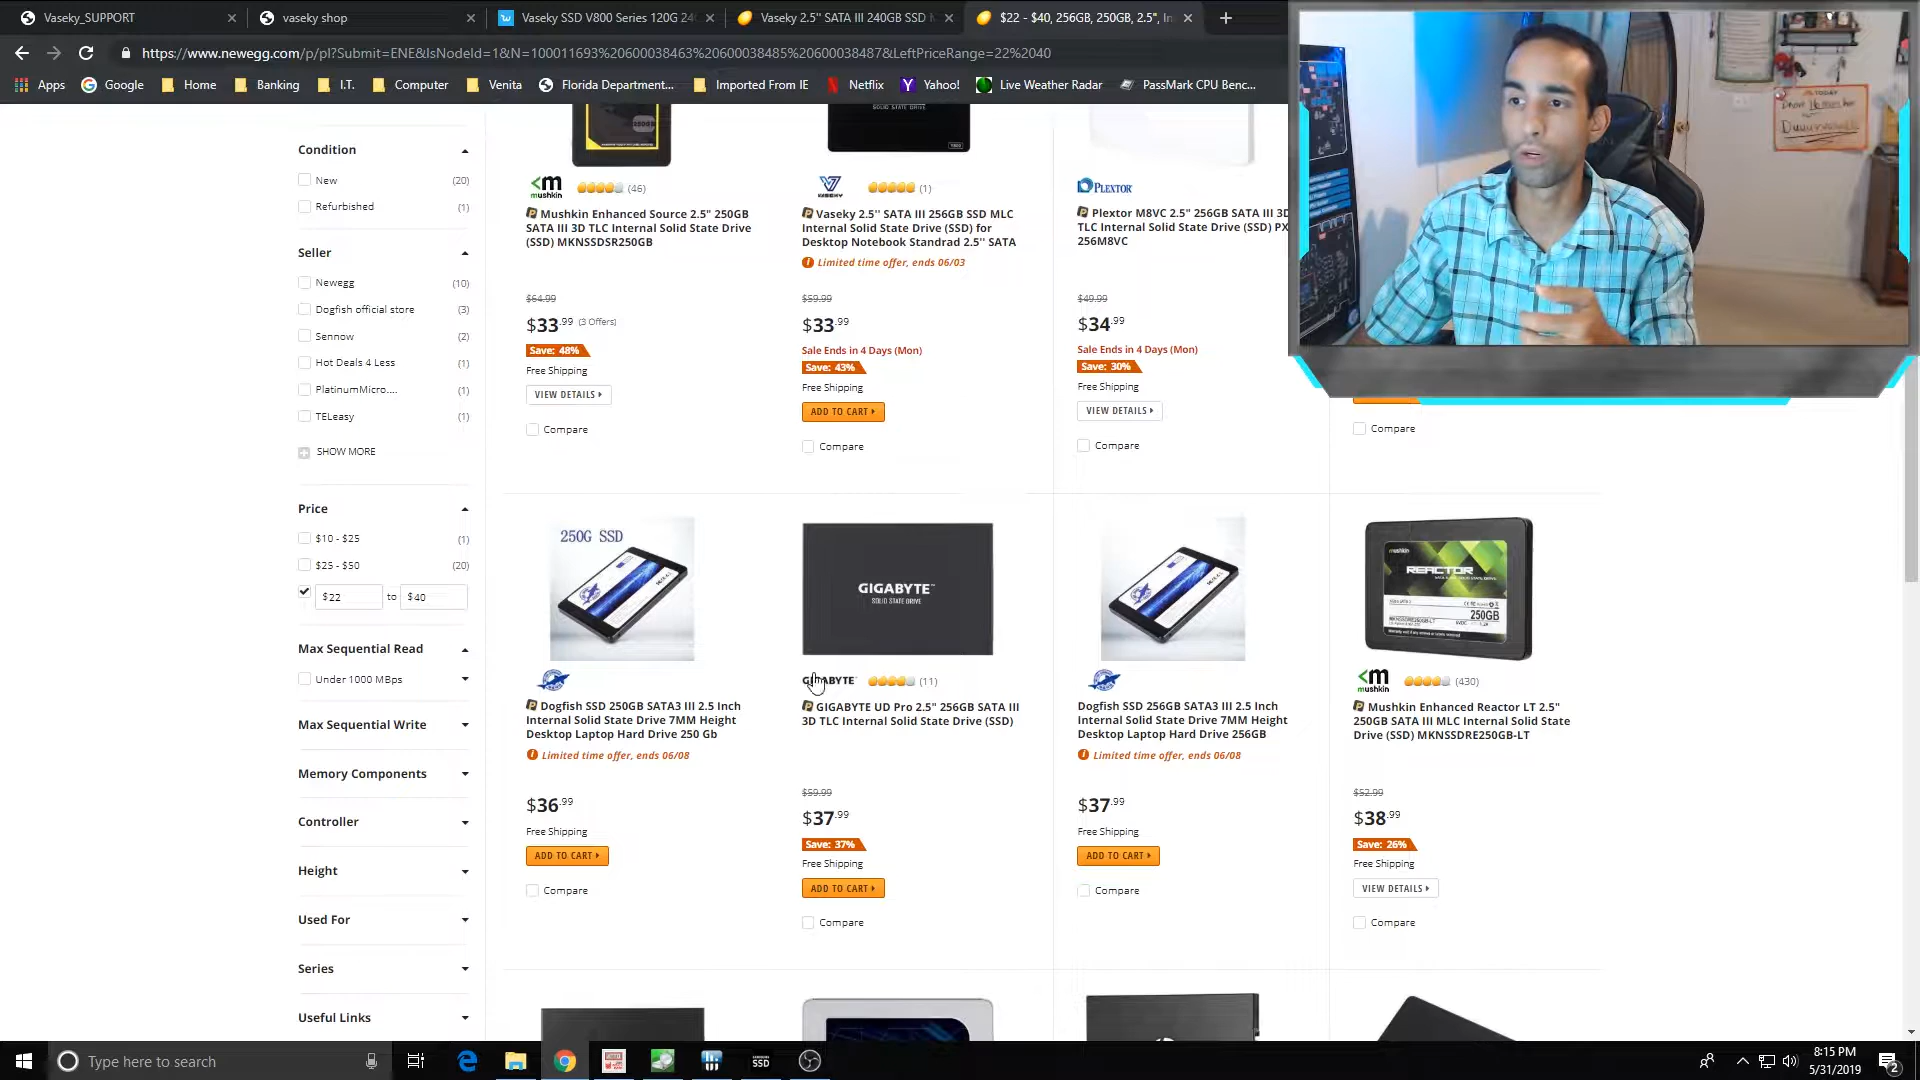 Vaseky_SUPPORT
vaseky shop
Vaseky SSD V800 Series 120G 24
Vaseky 2.5" SATA III 240GB SSD
$22 - $40, 256GB, 250GB, 2.5", In
https://www.newegg.com/p/pl?Submit=ENE&IsNodeId=1&N=100011693%20600038463%20600038485%20600038487&LeftPriceRange=22%2040
Apps
Google
Home
Banking
I.T.
Computer
Venita
Florida Department...
Imported From IE
Netflix
Yahoo!
Live Weather Radar
PassMark CPU Benc...
Condition
New (20)
Refurbished (1)
Seller
Newegg (10)
Dogfish official store (3)
Sennow (2)
Hot Deals 4 Less (1)
PlatinumMicro.... (1)
TELeasy (1)
SHOW MORE
Price
$10 - $25 (1)
$25 - $50 (20)
$22 to $40
Max Sequential Read
Under 1000 MBps
Max Sequential Write
Memory Components
Controller
Height
Used For
Series
Useful Links
mushkin (46)
Mushkin Enhanced Source 2.5" 250GB
SATA III 3D TLC Internal Solid State Drive
(SSD) MKNSSDSR250GB
$64.99
$33.99 (3 Offers)
Save: 48%
Free Shipping
VIEW DETAILS
Compare
SOLID STATE DRIVE
VASEKY (1)
Vaseky 2.5'' SATA III 256GB SSD MLC
Internal Solid State Drive (SSD) for
Desktop Notebook Standrad 2.5'' SATA
Limited time offer, ends 06/03
$59.99
$33.99
Sale Ends in 4 Days (Mon)
Save: 43%
Free Shipping
ADD TO CART
Compare
PLEXTOR
Plextor M8VC 2.5" 256GB SATA III 3D
TLC Internal Solid State Drive (SSD) PX
256M8VC
$49.99
$34.99
Sale Ends in 4 Days (Mon)
Save: 30%
Free Shipping
VIEW DETAILS
Compare
Compare
250G SSD
Dogfish SSD 250GB SATA3 III 2.5 Inch
Internal Solid State Drive 7MM Height
Desktop Laptop Hard Drive 250 Gb
Limited time offer, ends 06/08
$36.99
Free Shipping
ADD TO CART
Compare
GIGABYTE™
SOLID STATE DRIVE
GIGABYTE (11)
GIGABYTE UD Pro 2.5" 256GB SATA III
3D TLC Internal Solid State Drive (SSD)
$59.99
$37.99
Save: 37%
Free Shipping
ADD TO CART
Compare
Dogfish SSD 256GB SATA3 III 2.5 Inch
Internal Solid State Drive 7MM Height
Desktop Laptop Hard Drive 256GB
Limited time offer, ends 06/08
$37.99
Free Shipping
ADD TO CART
Compare
mushkin
REACTOR
250GB
mushkin (430)
Mushkin Enhanced Reactor LT 2.5"
250GB SATA III MLC Internal Solid State
Drive (SSD) MKNSSDRE250GB-LT
$52.99
$38.99
Save: 26%
Free Shipping
VIEW DETAILS
Compare
TODAY
Type here to search
SSD
8:15 PM
5/31/2019
2